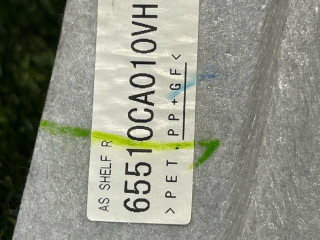 AS SHELF R
65510CA010VH
>PET,PP+GF<